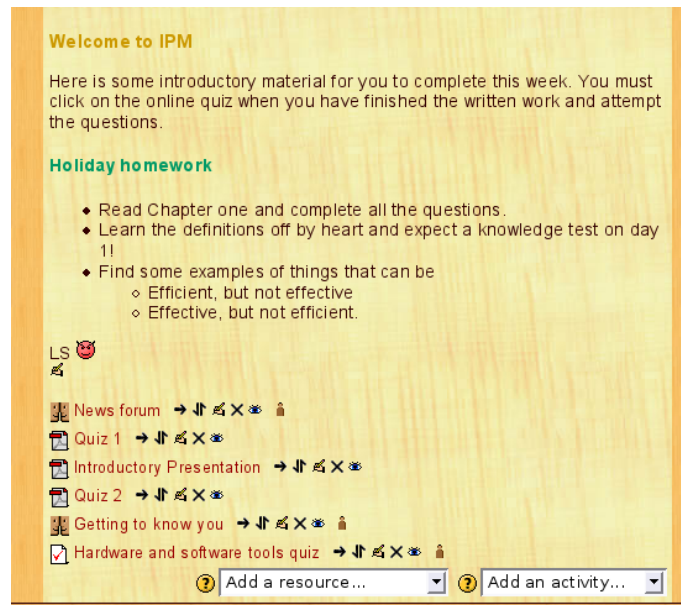 Welcome to IPM
Here is some introductory material for you to complete this week. You must
click on the online quiz when you have finished the written work and attempt
the questions.
Holiday homework
Read Chapter one and complete all the questions.
Learn the definitions off by heart and expect a knowledge test on day
1!
Find some examples of things that can be
Efficient, but not effective
Effective, but not efficient.
LS
News forum
Quiz 1
Introductory Presentation
Quiz 2
Getting to know you
Hardware and software tools quiz
? Add a resource... ? Add an activity...